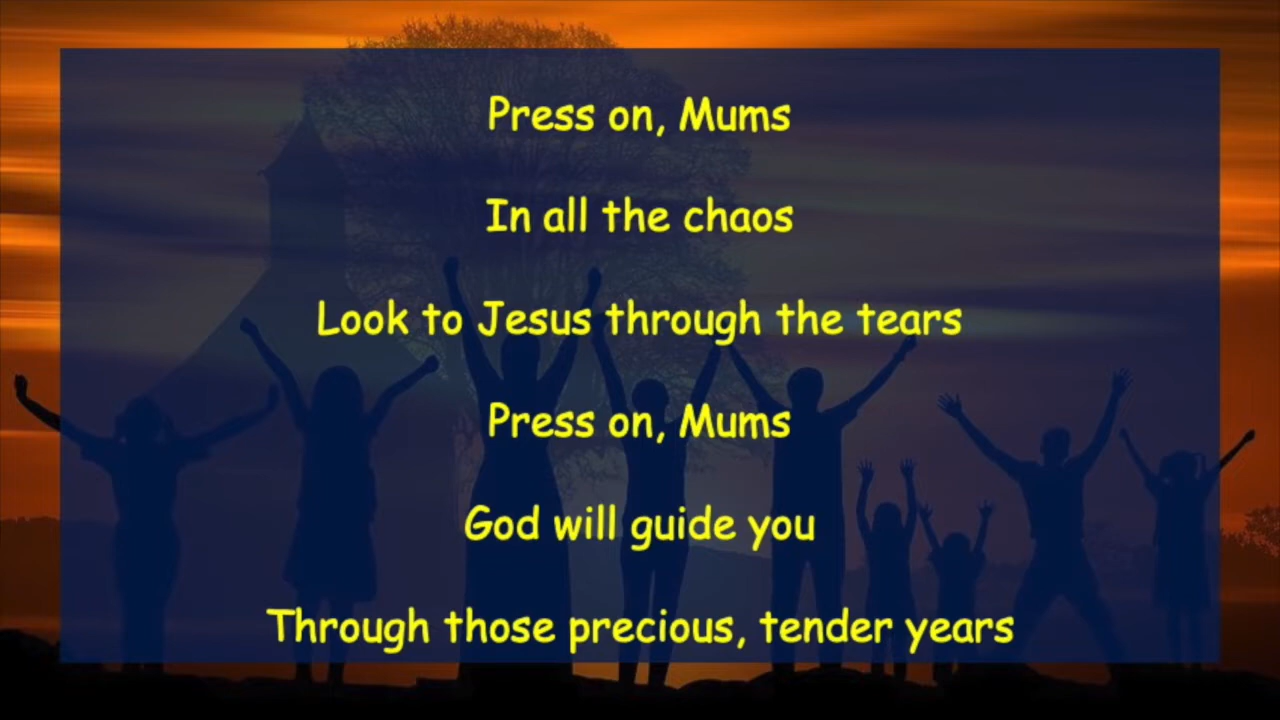 Press on, Mums
In all the chaos
Look to Jesus through the tears
Press on, Mums
God will guide you
Through those precious, tender years